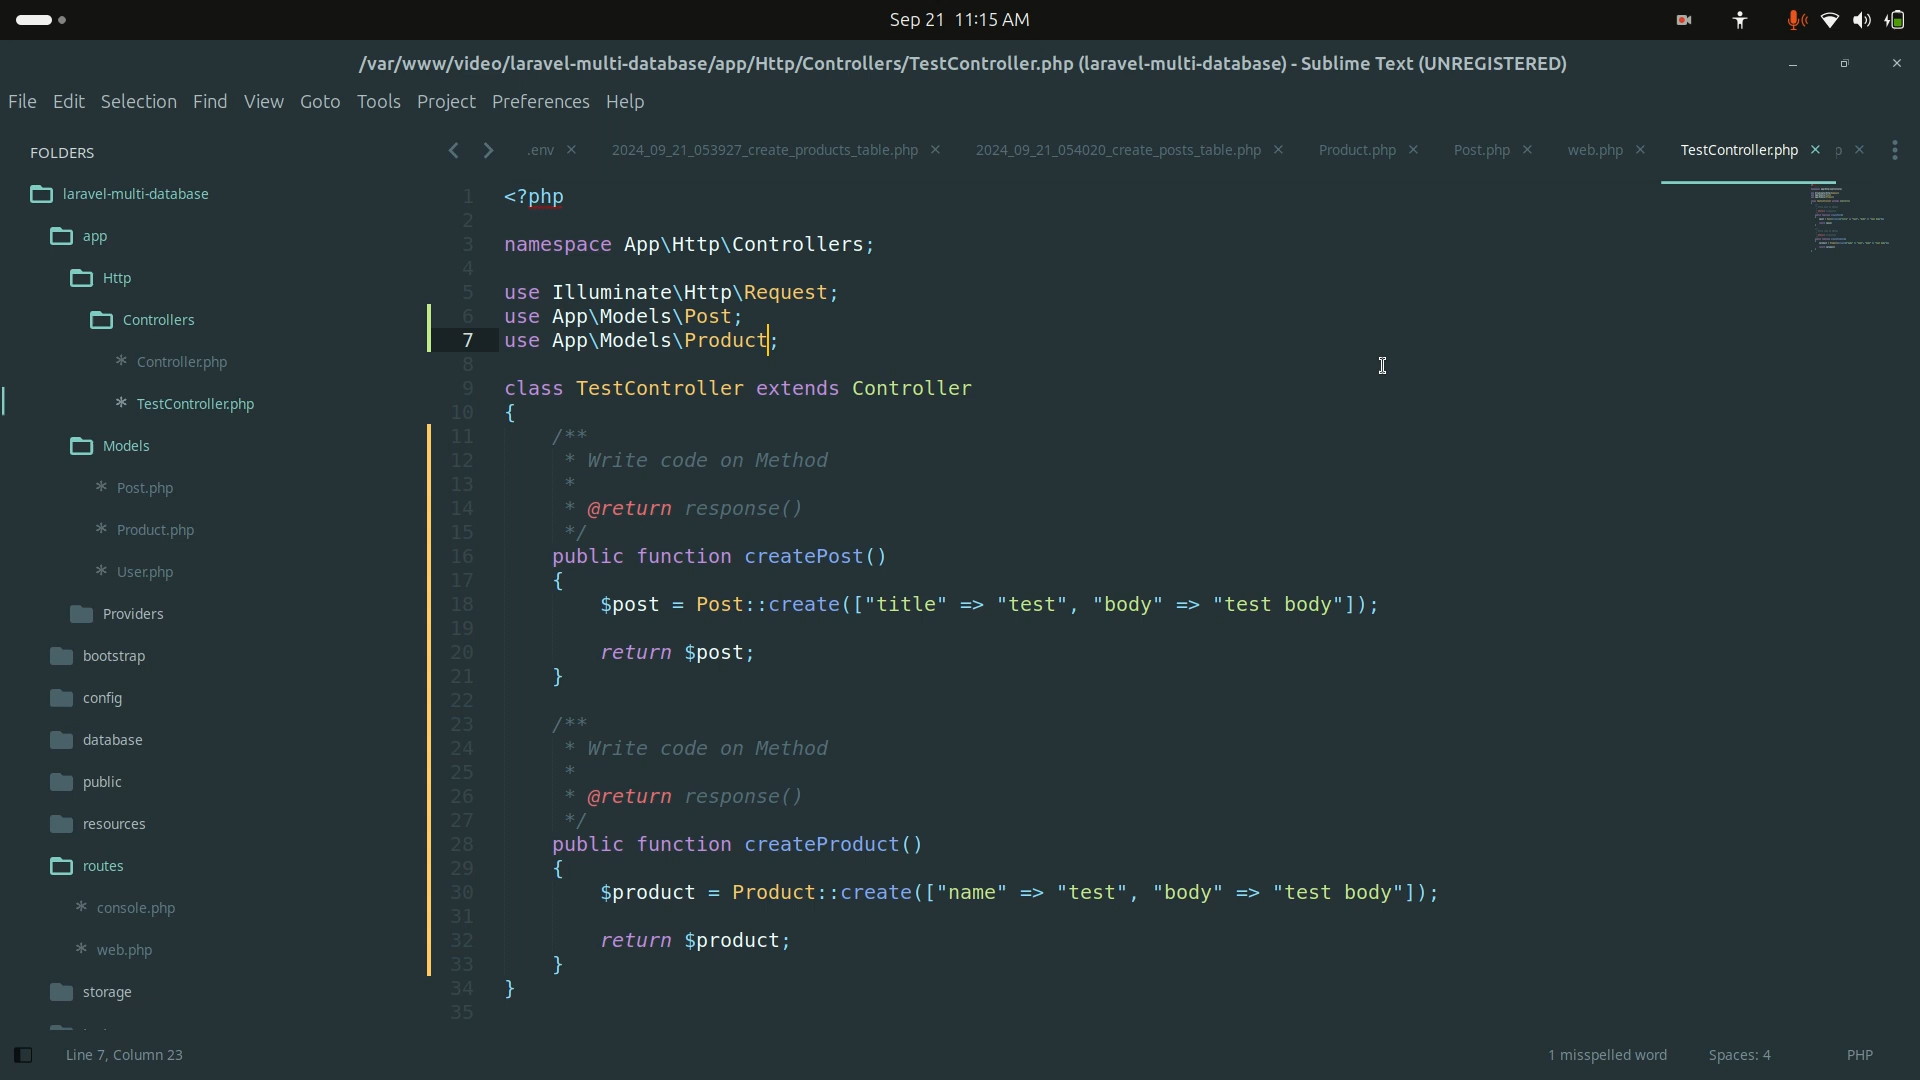 Sep 21 11:15 AM
/var/www/video/laravel-multi-database/app/Http/Controllers/TestController.php (laravel-multi-database) - Sublime Text (UNREGISTERED)
File Edit Selection Find View Goto Tools Project Preferences Help
FOLDERS
laravel-multi-database
app
Http
Controllers
* Controller.php
* TestController.php
Models
* Post.php
* Product.php
* User.php
Providers
bootstrap
config
database
public
resources
routes
* console.php
* web.php
storage
.env 2024_09_21_053927_create_products_table.php 2024_09_21_054020_create_posts_table.php Product.php Post.php web.php TestController.php p
1 <?php
2
3 namespace App\Http\Controllers;
4
5 use Illuminate\Http\Request;
6 use App\Models\Post;
7 use App\Models\Product;
8
9 class TestController extends Controller
10 {
11     /**
12      * Write code on Method
13      *
14      * @return response()
15      */
16     public function createPost()
17     {
18         $post = Post::create(["title" => "test", "body" => "test body"]);
19
20         return $post;
21     }
22
23     /**
24      * Write code on Method
25      *
26      * @return response()
27      */
28     public function createProduct()
29     {
30         $product = Product::create(["name" => "test", "body" => "test body"]);
31
32         return $product;
33     }
34 }
35
Line 7, Column 23 1 misspelled word Spaces: 4 PHP